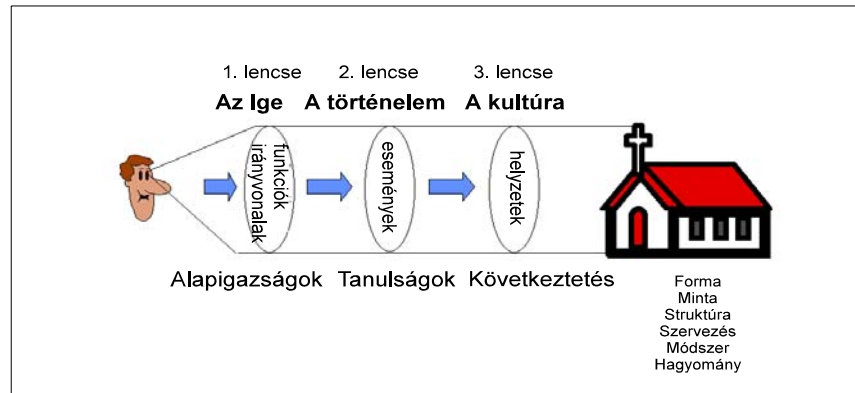 1. lencse 2. lencse 3. lencse
Az Ige A történelem A kultúra
funkciók
irányvonalak
események
helyzetek
Alapigazságok Tanulságok Következtetés
Forma
Minta
Struktúra
Szervezés
Módszer
Hagyomány